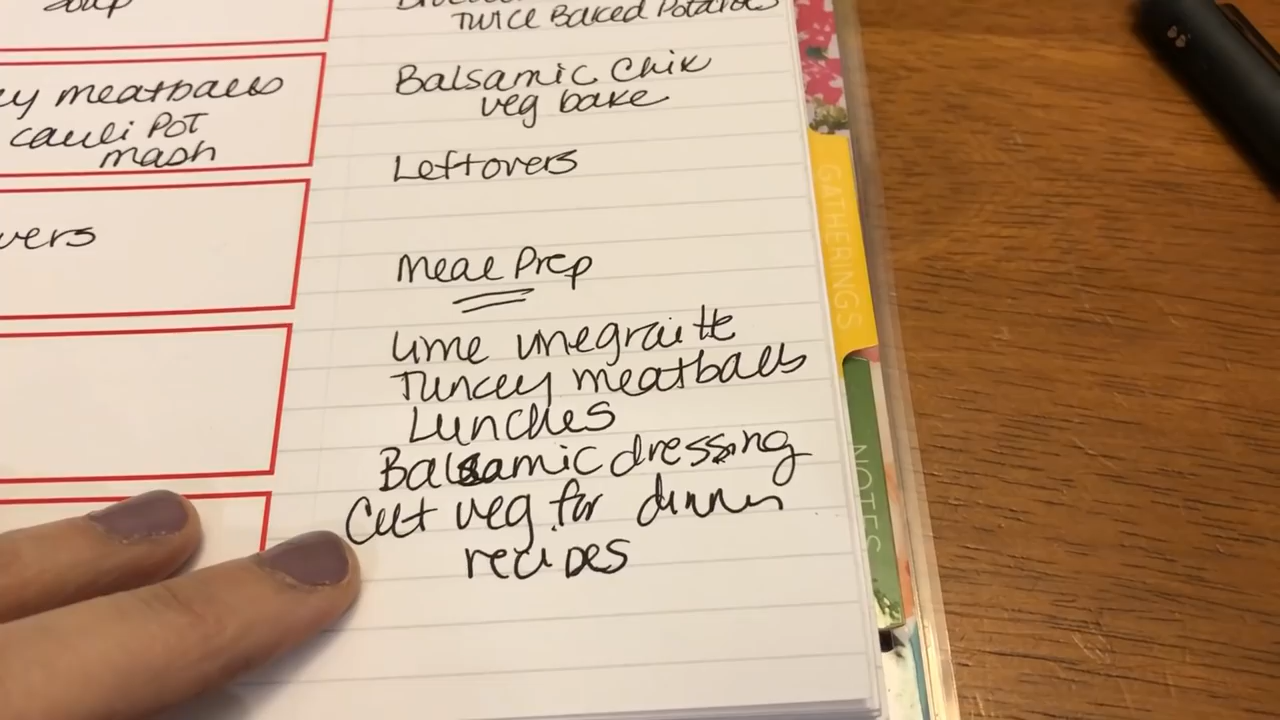 soup
meatballs
cauli POT
mash
Twice Baked Potatoes
Balsamic Chik
veg bake
Leftovers
meal Prep
Lime vinegraitte
Turkey meatballs
Lunches
Balsamic dressing
Cut veg for dinner
recipes
GATHERINGS
NOTES